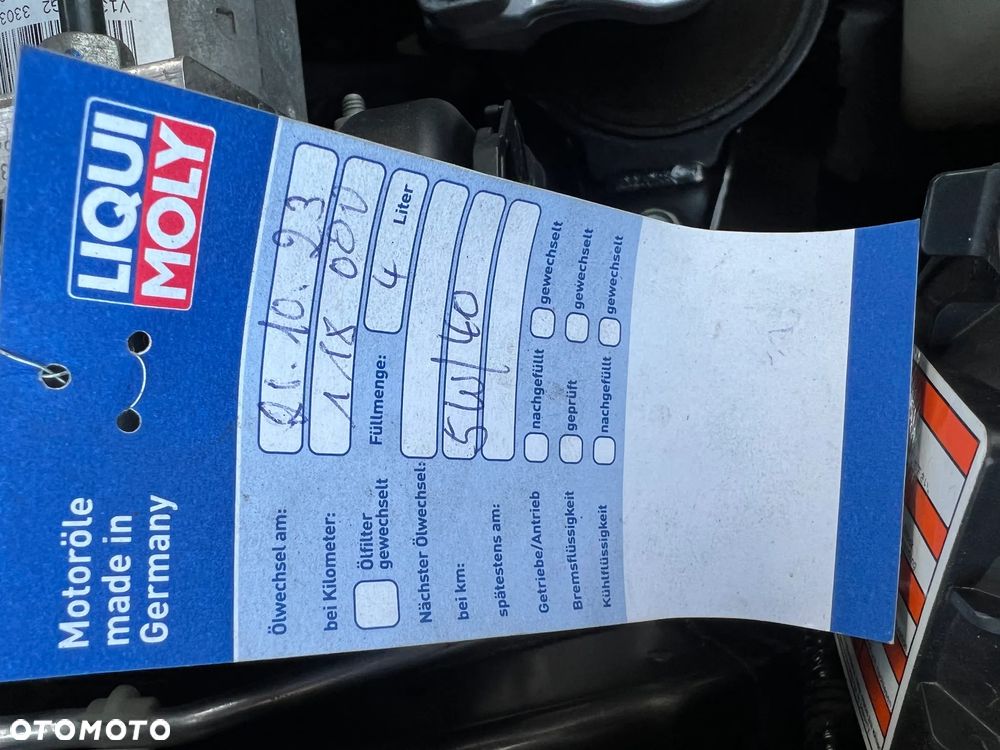 LIQUI
MOLY
Motoröle
made in
Germany
Ölwechsel am: 21.10.23
bei Kilometer: 118 000
Ölfilter
gewechselt
Füllmenge: 4 Liter
Nächster Ölwechsel:
bei km: 5W/40
spätestens am:
Getriebe/Antrieb nachgefüllt gewechselt
Bremsflüssigkeit geprüft gewechselt
Kühlflüssigkeit nachgefüllt gewechselt
OTOMOTO